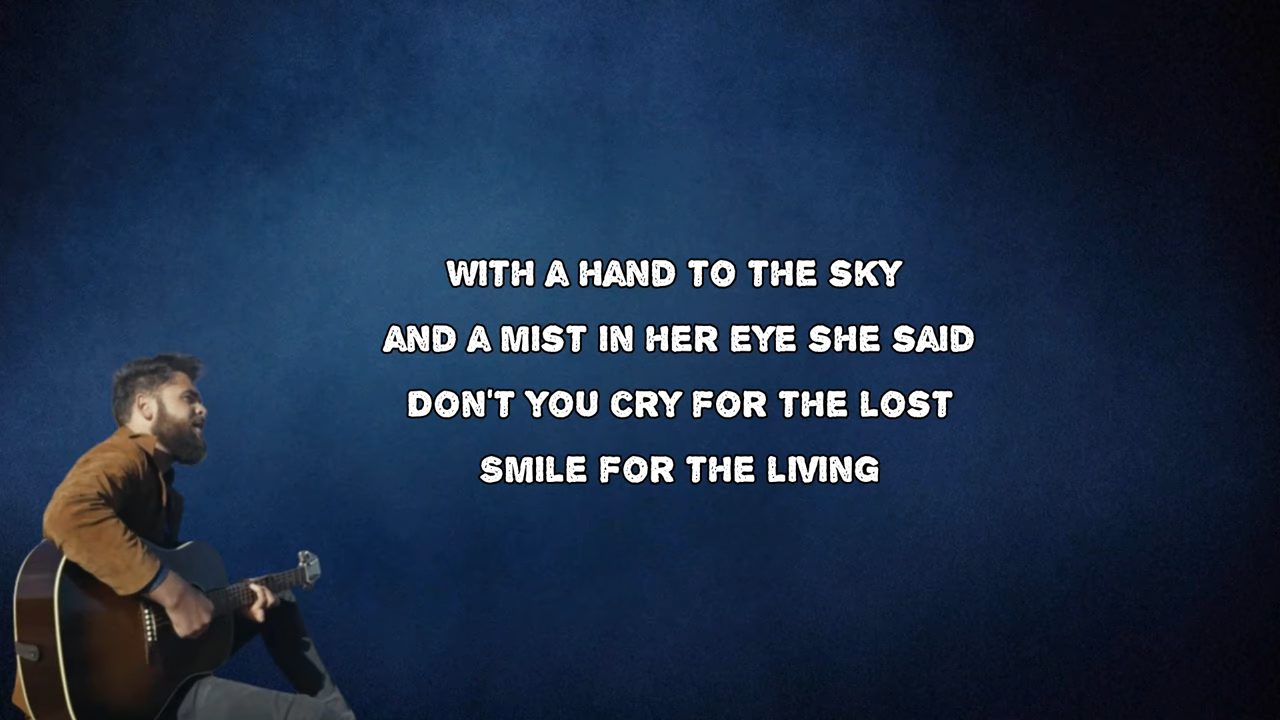 WITH A HAND TO THE SKY
AND A MIST IN HER EYE SHE SAID
DON'T YOU CRY FOR THE LOST
SMILE FOR THE LIVING